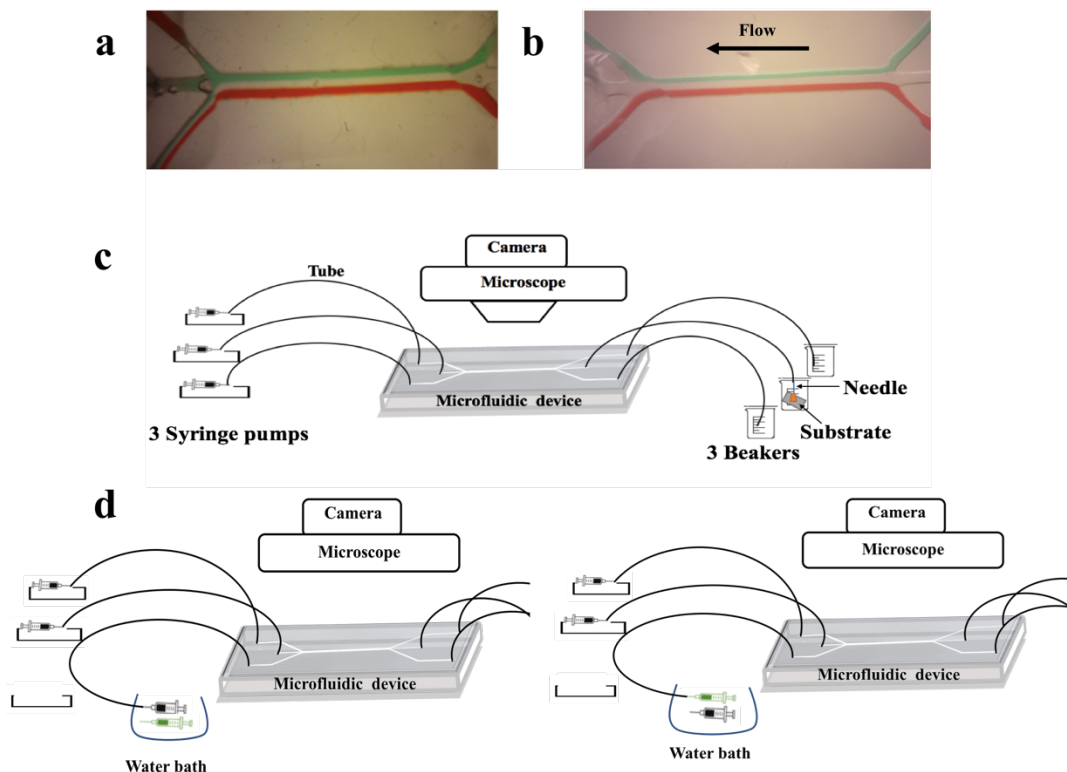 a
b
Flow
c
Camera
Tube
Microscope
Needle
Microfluidic device
Substrate
3 Syringe pumps
3 Beakers
d
Camera
Microscope
Microfluidic device
Water bath
Camera
Microscope
Microfluidic device
Water bath